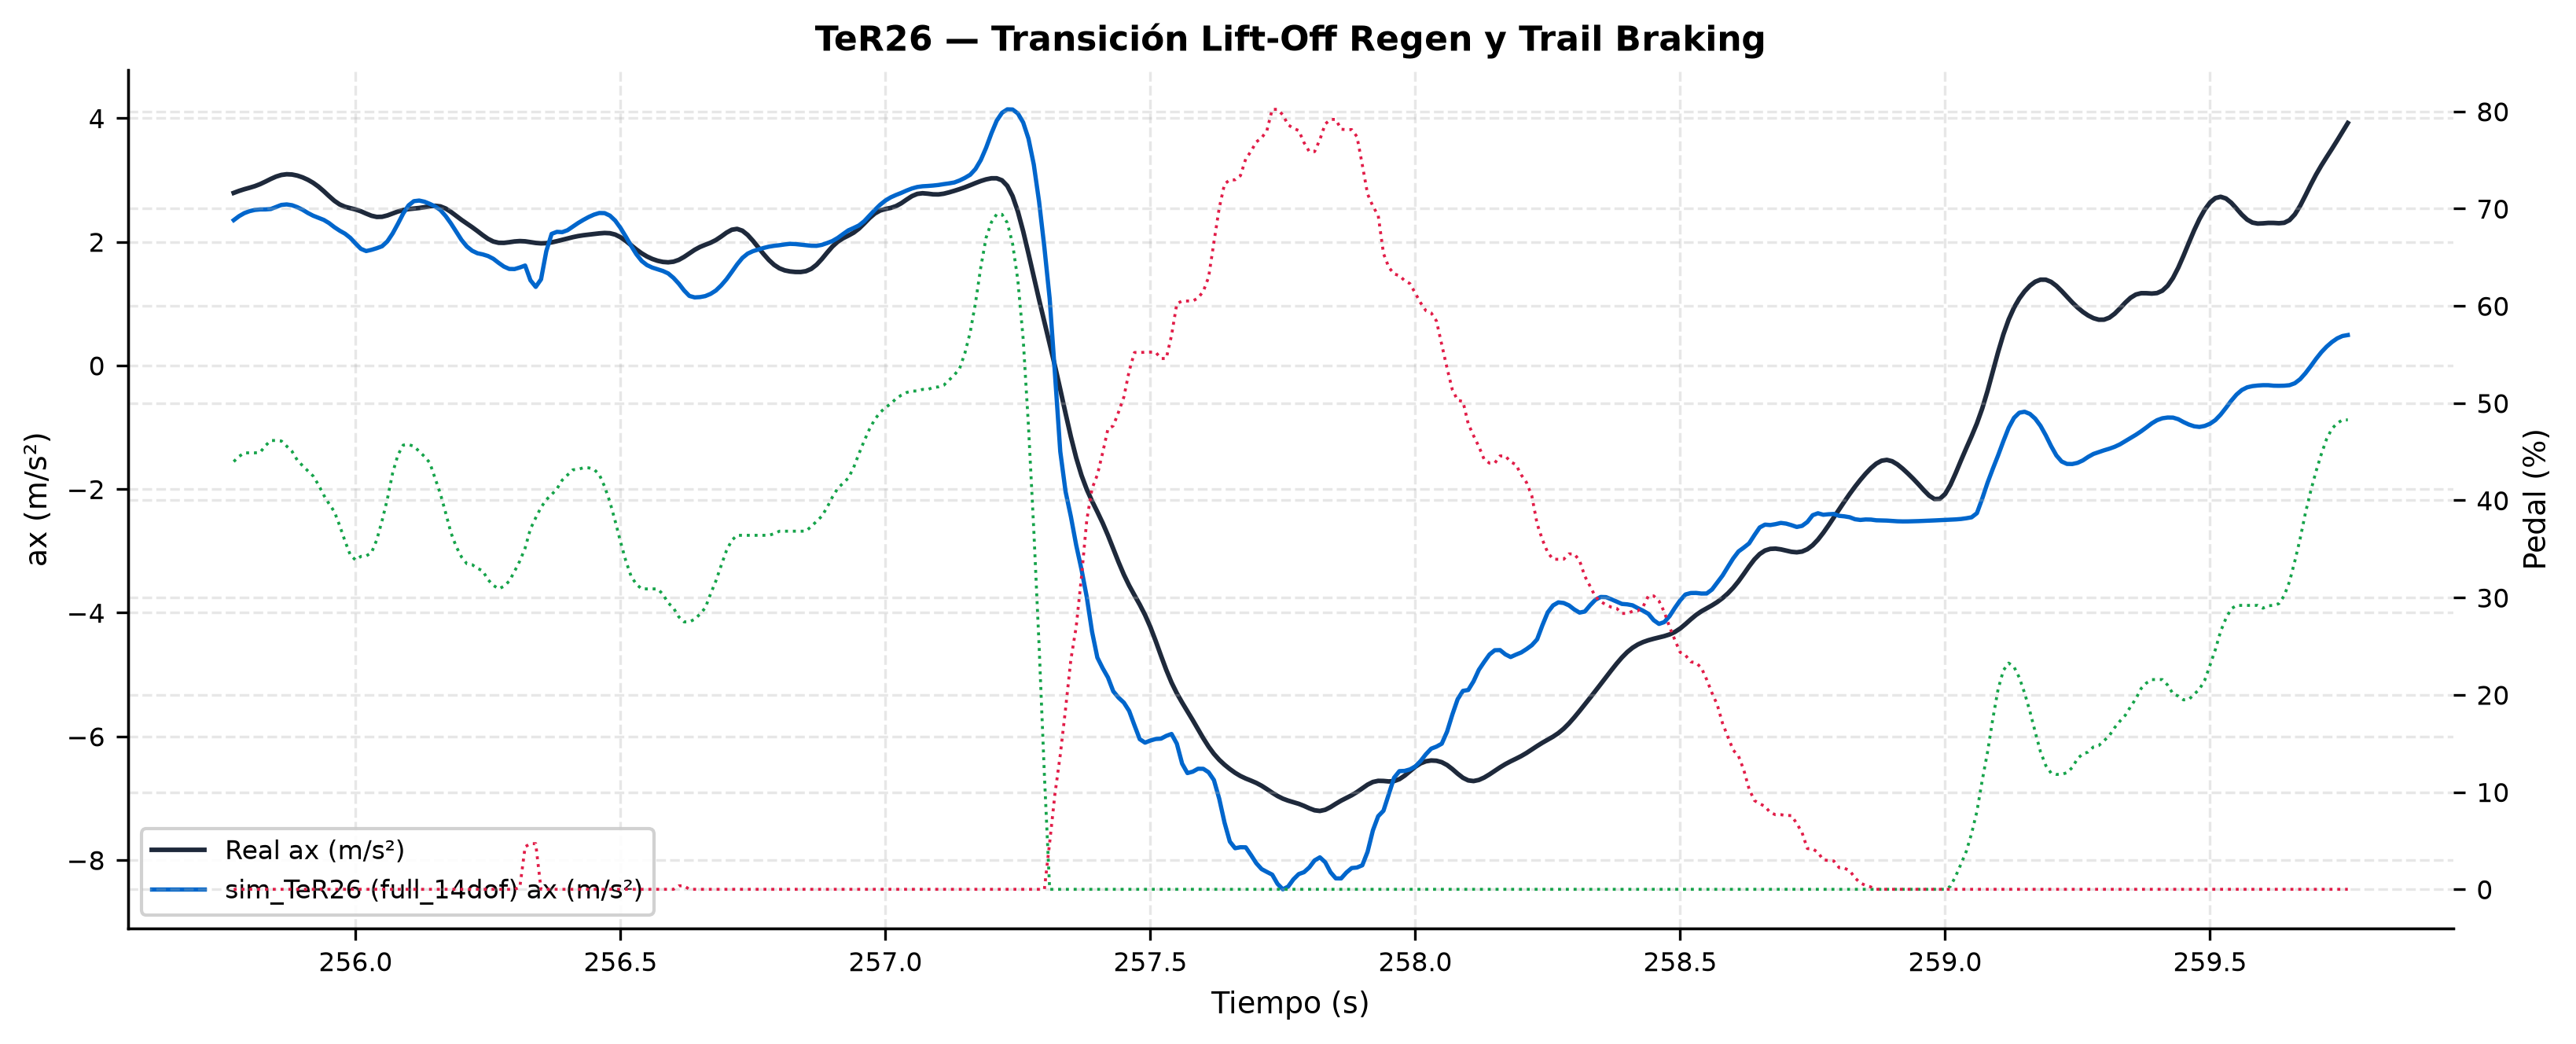 TeR26 — Transición Lift-Off Regen y Trail Braking
ax (m/s²)
4
2
0
−2
−4
−6
−8
80
70
60
50
40
30
20
10
0
Pedal (%)
Real ax (m/s²)
sim_TeR26 (full_14dof) ax (m/s²)
256.0 256.5 257.0 257.5 258.0 258.5 259.0 259.5
Tiempo (s)